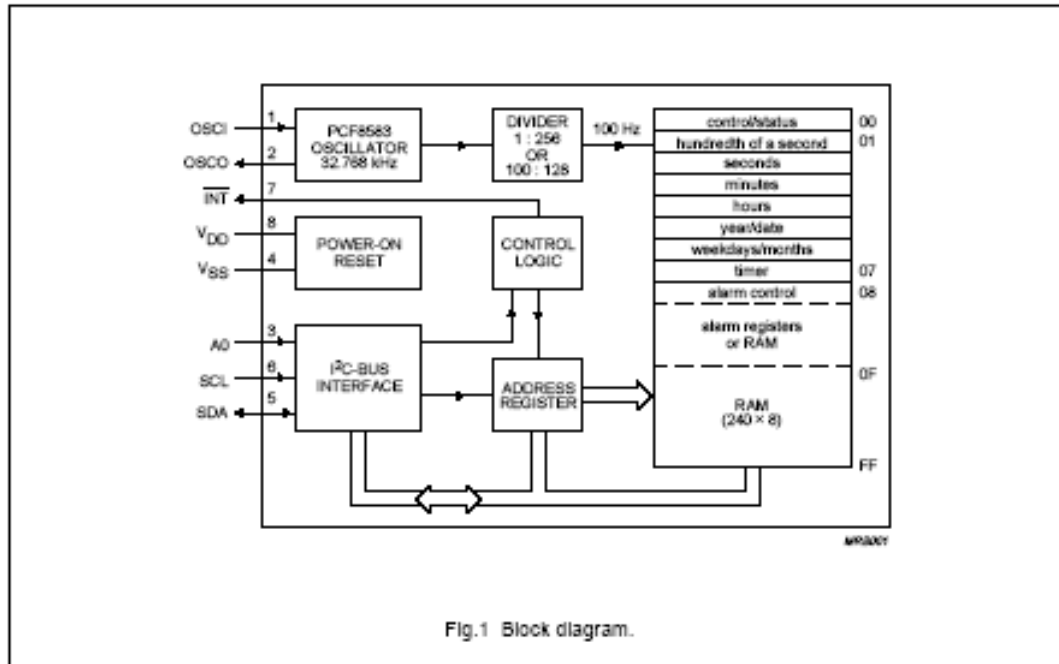 OSCI
1
OSCO
2
INT
7
VDD
8
VSS
4
A0
3
SCL
6
SDA
5
PCF8583
OSCILLATOR
32.768 kHz
DIVIDER
1 : 256
OR
100 : 128
100 Hz
POWER-ON
RESET
CONTROL
LOGIC
I²C-BUS
INTERFACE
ADDRESS
REGISTER
control/status
00
hundredth of a second
01
seconds
minutes
hours
year/date
weekdays/months
timer
07
alarm control
08
alarm registers
or RAM
0F
RAM
(240 × 8)
FF
MRB001
Fig.1 Block diagram.